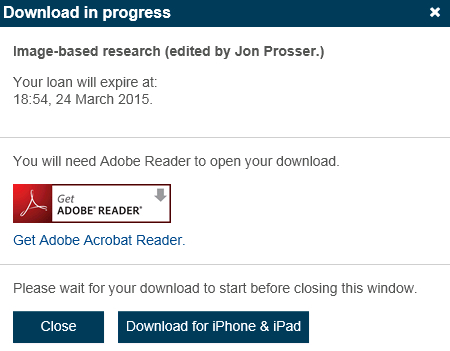 Download in progress
Image-based research (edited by Jon Prosser.)
Your loan will expire at:
18:54, 24 March 2015.
You will need Adobe Reader to open your download.
Get
ADOBE® READER®
Get Adobe Acrobat Reader.
Please wait for your download to start before closing this window.
Close
Download for iPhone & iPad